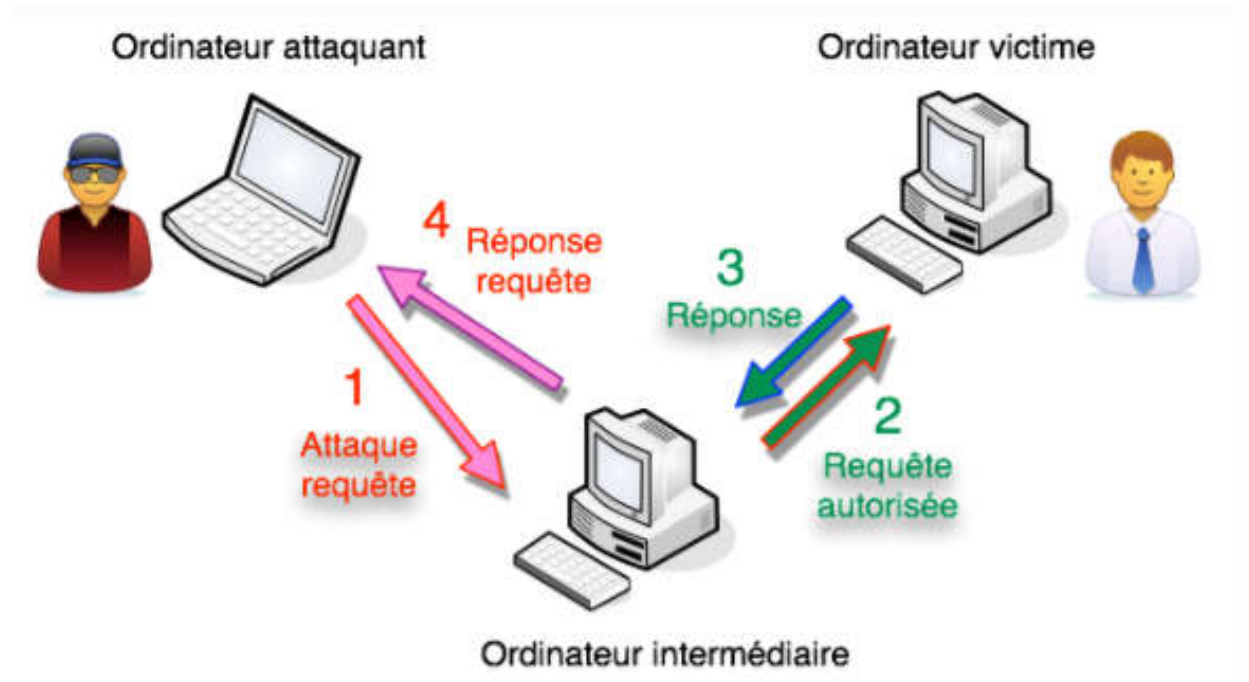 Ordinateur attaquant
Ordinateur victime
4
Réponse
requête
3
Réponse
1
Attaque
requête
2
Requête
autorisée
Ordinateur intermédiaire